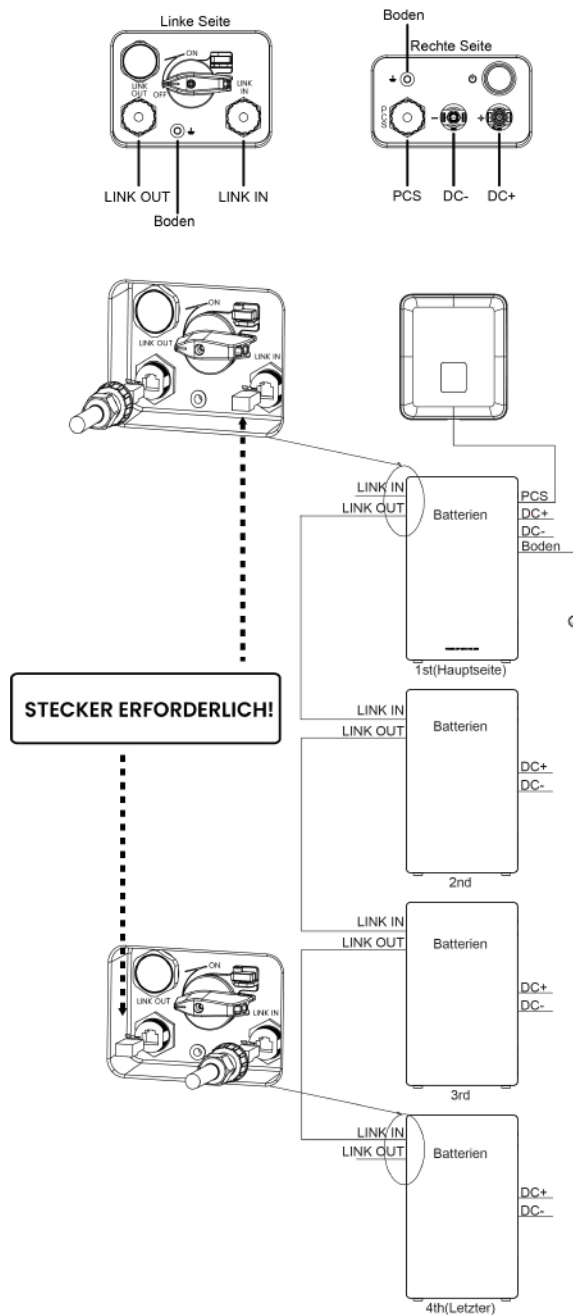 Linke Seite
ON
LINK
OUT
OFF
LINK
IN
LINK OUT
Boden
LINK IN
Boden
Rechte Seite
PCS
- +
PCS
DC-
DC+
ON
LINK OUT
LINK IN
LINK IN
LINK OUT
Batterien
PCS
DC+
DC-
Boden
1st(Hauptseite)
STECKER ERFORDERLICH!
LINK IN
LINK OUT
Batterien
DC+
DC-
2nd
LINK IN
LINK OUT
Batterien
DC+
DC-
3rd
ON
LINK OUT
LINK IN
LINK IN
LINK OUT
Batterien
DC+
DC-
4th(Letzter)